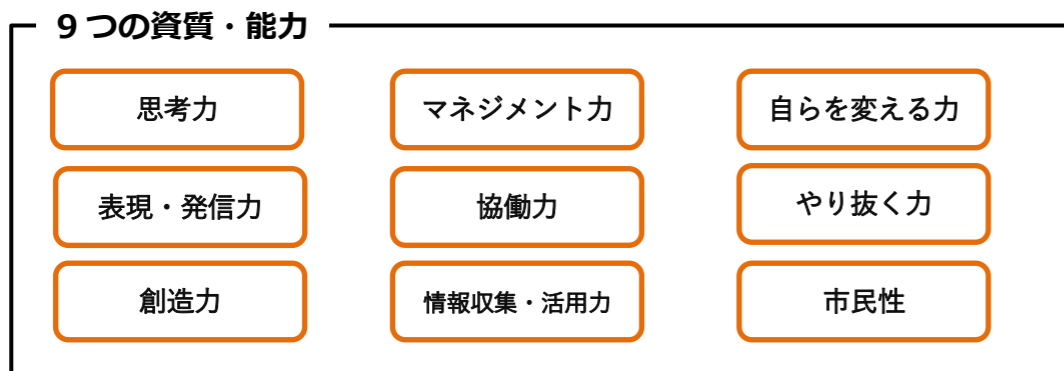 9つの資質・能力
思考力
マネジメント力
自らを変える力
表現・発信力
協働力
やり抜く力
創造力
情報収集・活用力
市民性